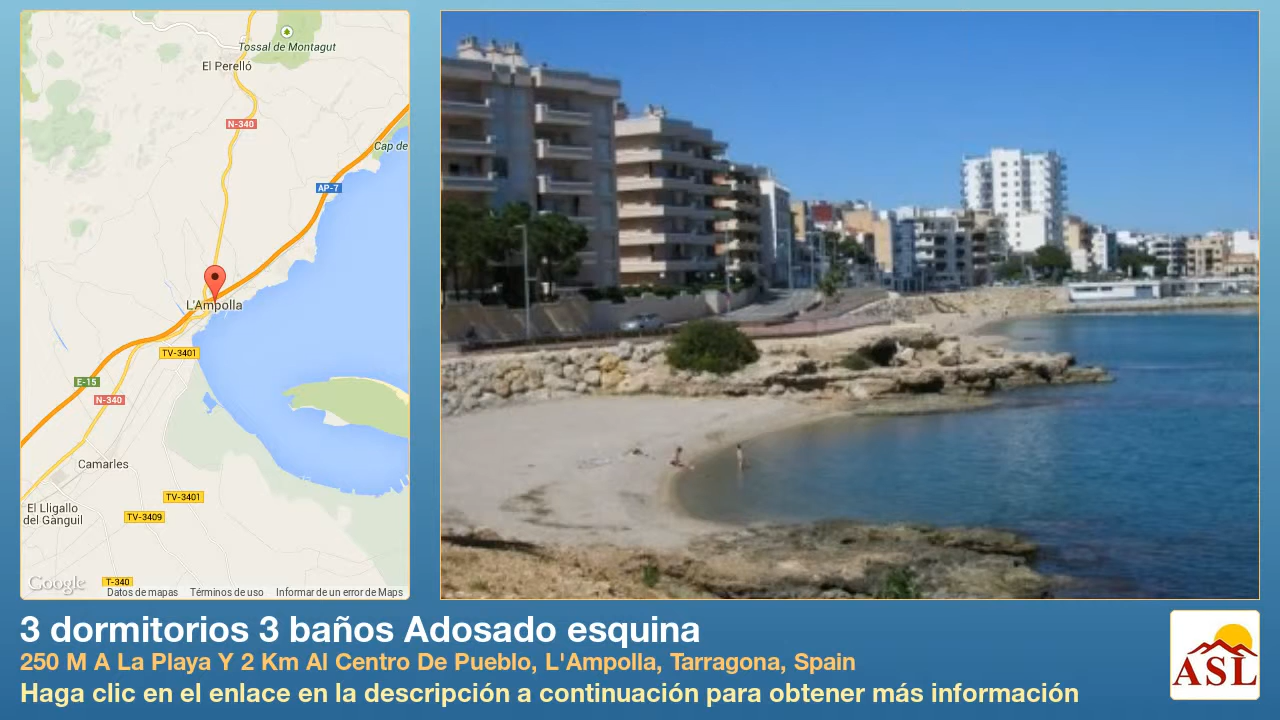 Tossal de Montagut
El Perelló
N-340
Cap de
AP-7
L'Ampolla
TV-3401
E-15
N-340
Camarles
TV-3401
El Lligallo
del Gànguil
TV-3409
T-340
Google
Datos de mapas Términos de uso Informar de un error de Maps
3 dormitorios 3 baños Adosado esquina
250 M A La Playa Y 2 Km Al Centro De Pueblo, L'Ampolla, Tarragona, Spain
Haga clic en el enlace en la descripción a continuación para obtener más información
ASL